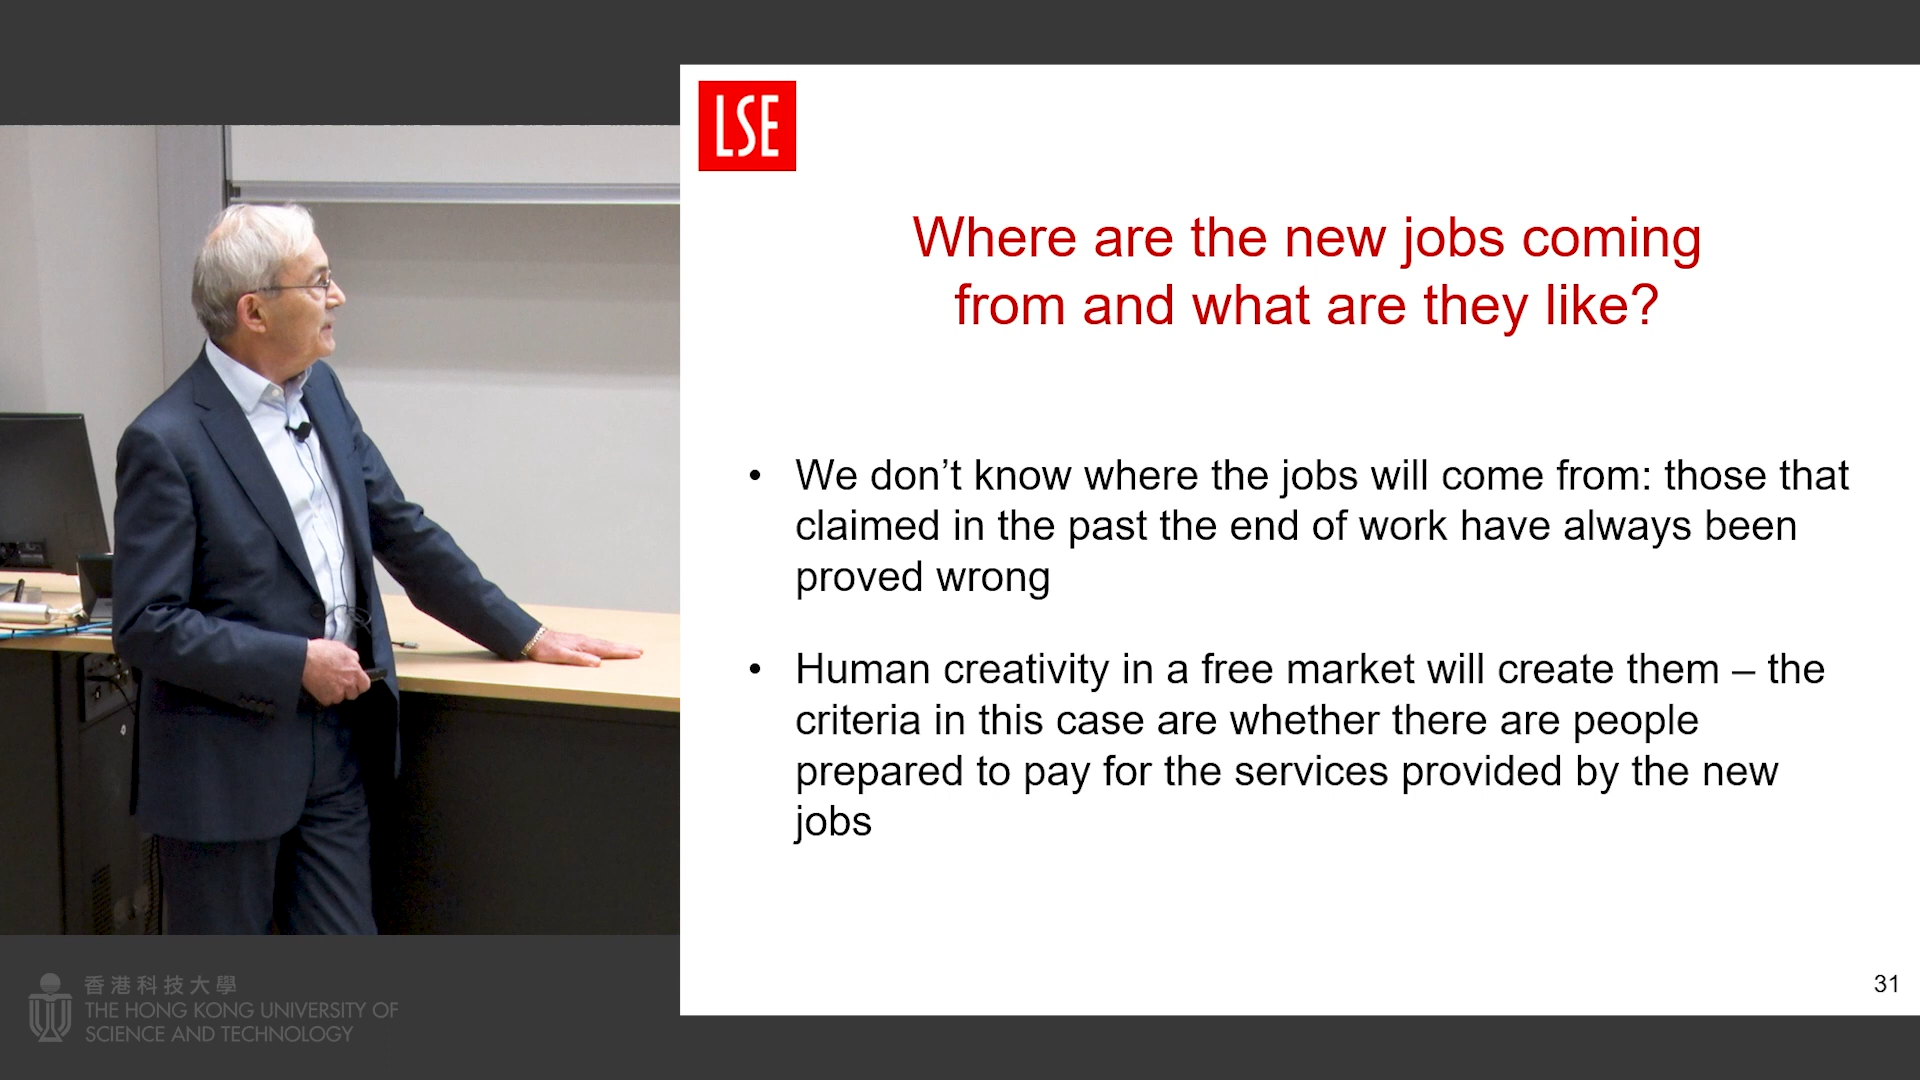 LSE
Where are the new jobs coming
from and what are they like?
• We don’t know where the jobs will come from: those that
claimed in the past the end of work have always been
proved wrong
• Human creativity in a free market will create them – the
criteria in this case are whether there are people
prepared to pay for the services provided by the new
jobs
31
香港科技大學
THE HONG KONG UNIVERSITY OF
SCIENCE AND TECHNOLOGY